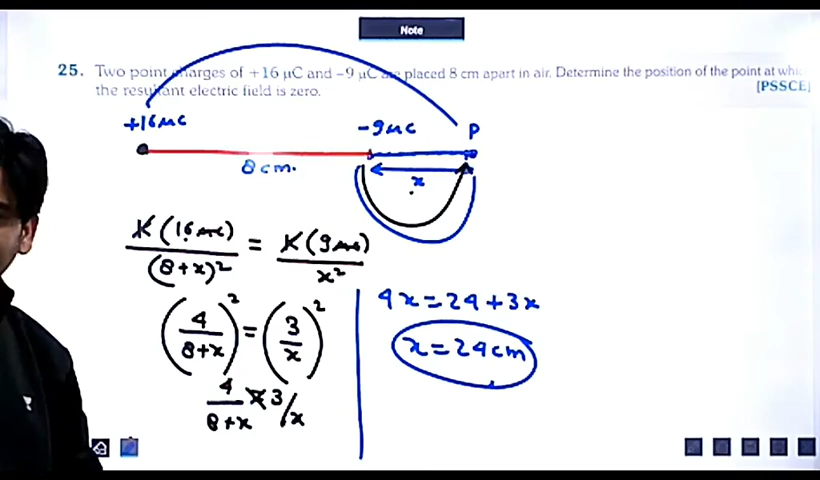 Note
25. Two point charges of +16 μC and –9 μC are placed 8 cm apart in air. Determine the position of the point at
the resultant electric field is zero. [PSSCE]
+16μc -9μc P
8 cm. x
K(16μc)/(8+x)² = K(9μc)/x²
(4/(8+x))² = (3/x)²
4/(8+x) 3/x
4x = 24 + 3x
x = 24cm